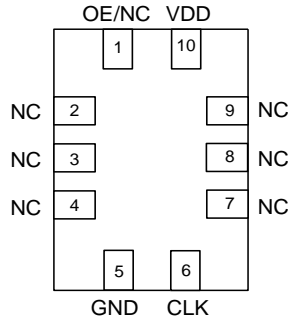 OE/NC VDD
1 10
NC 2 9 NC
NC 3 8 NC
NC 4 7 NC
5 6
GND CLK